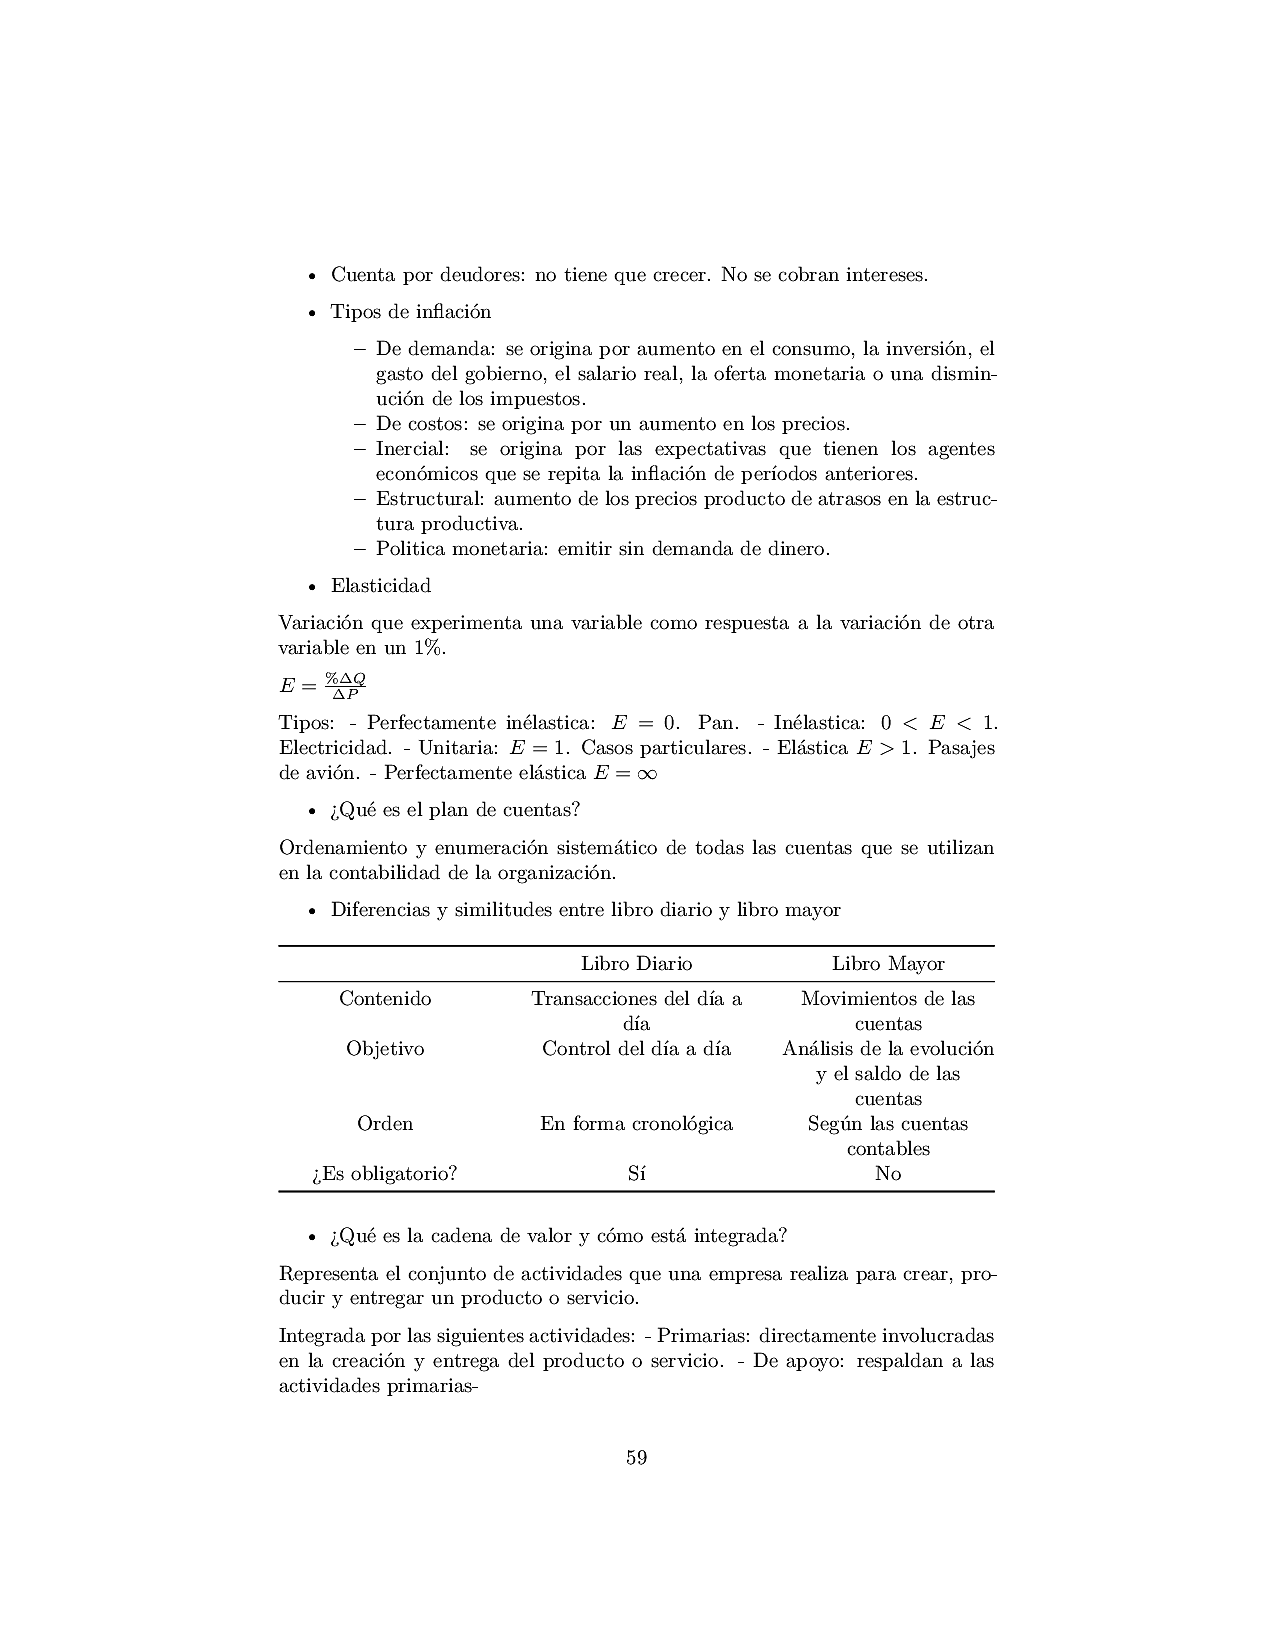 • Cuenta por deudores: no tiene que crecer. No se cobran intereses.
• Tipos de inflación
– De demanda: se origina por aumento en el consumo, la inversión, el
gasto del gobierno, el salario real, la oferta monetaria o una dismin-
ución de los impuestos.
– De costos: se origina por un aumento en los precios.
– Inercial: se origina por las expectativas que tienen los agentes
económicos que se repita la inflación de períodos anteriores.
– Estructural: aumento de los precios producto de atrasos en la estruc-
tura productiva.
– Politica monetaria: emitir sin demanda de dinero.
• Elasticidad
Variación que experimenta una variable como respuesta a la variación de otra
variable en un 1%.
E = %ΔQ / ΔP
Tipos: - Perfectamente inélastica: E = 0. Pan. - Inélastica: 0 < E < 1.
Electricidad. - Unitaria: E = 1. Casos particulares. - Elástica E > 1. Pasajes
de avión. - Perfectamente elástica E = ∞
• ¿Qué es el plan de cuentas?
Ordenamiento y enumeración sistemático de todas las cuentas que se utilizan
en la contabilidad de la organización.
• Diferencias y similitudes entre libro diario y libro mayor
Libro Diario Libro Mayor
Contenido Transacciones del día a Movimientos de las
día cuentas
Objetivo Control del día a día Análisis de la evolución
y el saldo de las
cuentas
Orden En forma cronológica Según las cuentas
contables
¿Es obligatorio? Sí No
• ¿Qué es la cadena de valor y cómo está integrada?
Representa el conjunto de actividades que una empresa realiza para crear, pro-
ducir y entregar un producto o servicio.
Integrada por las siguientes actividades: - Primarias: directamente involucradas
en la creación y entrega del producto o servicio. - De apoyo: respaldan a las
actividades primarias-
59